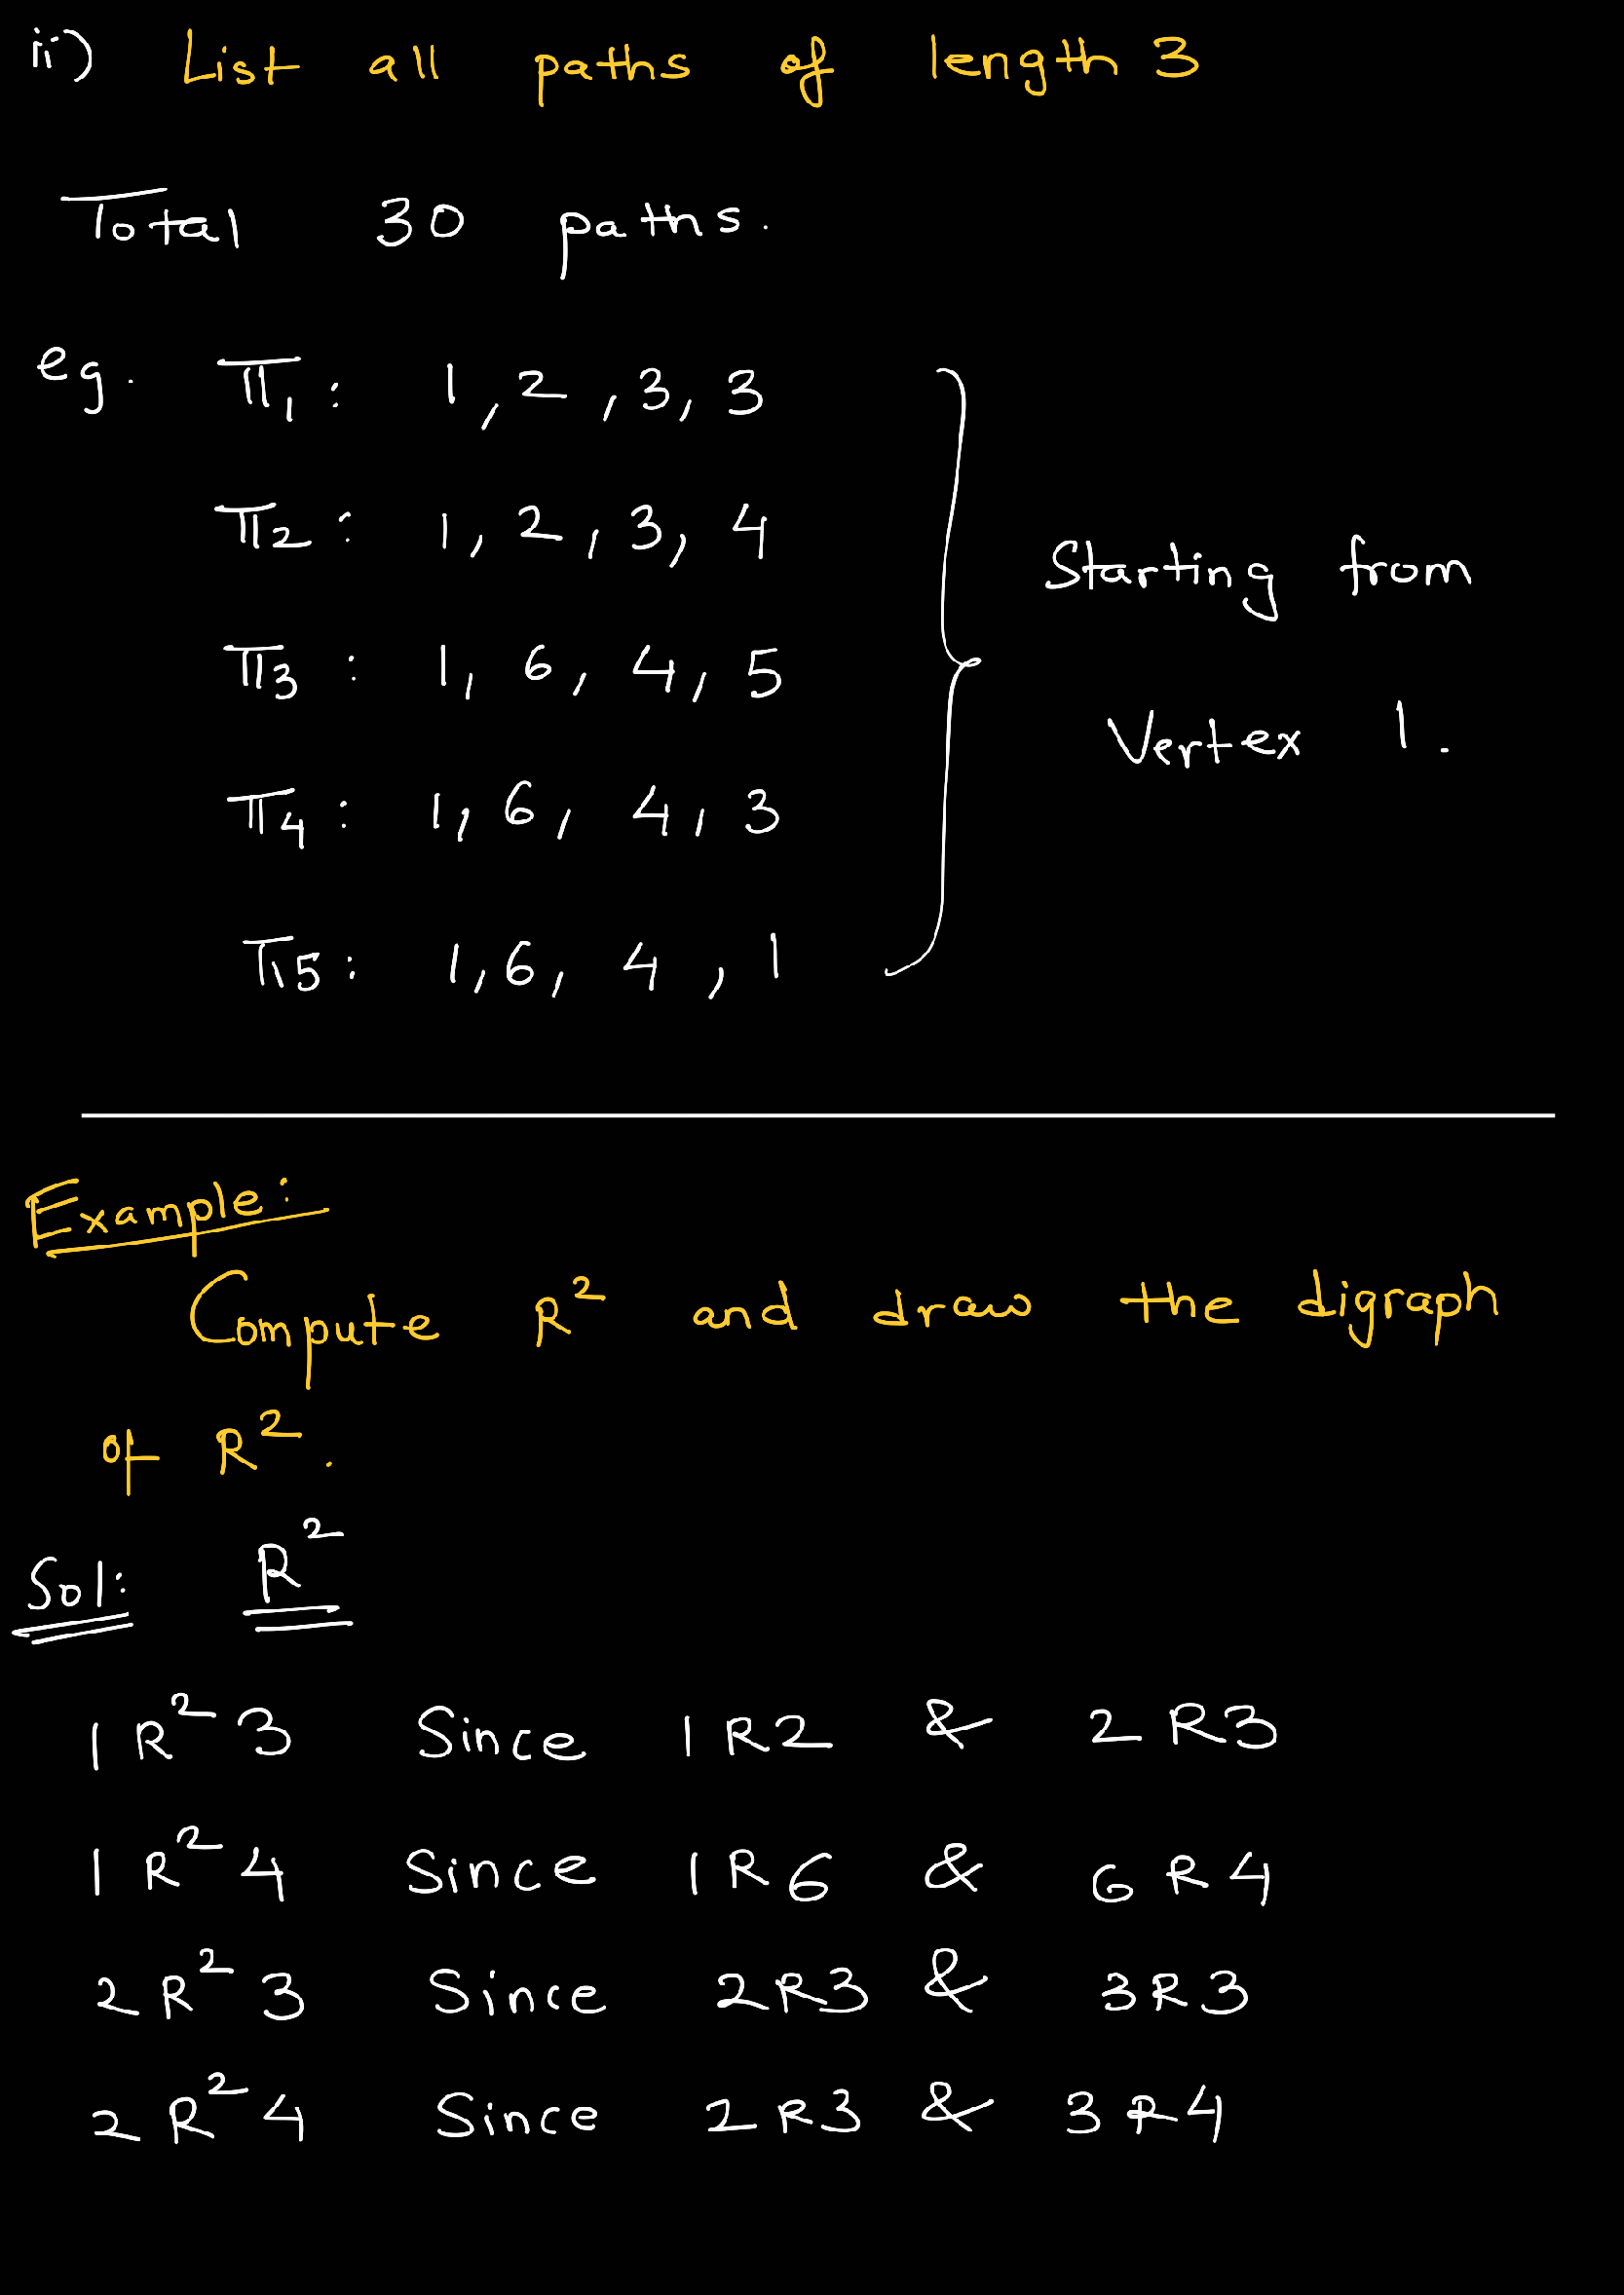 ii) List all paths of length 3
Total 30 paths.
eg. π₁: 1, 2, 3, 3
π₂: 1, 2, 3, 4
π₃: 1, 6, 4, 5
π₄: 1, 6, 4, 3
π₅: 1, 6, 4, 1
Starting from
Vertex 1.
Example:
Compute R² and draw the digraph
of R².
Sol: R²
1 R² 3 Since 1 R 2 & 2 R 3
1 R² 4 Since 1 R 6 & 6 R 4
2 R² 3 Since 2 R 3 & 3 R 3
2 R² 4 Since 2 R 3 & 3 R 4